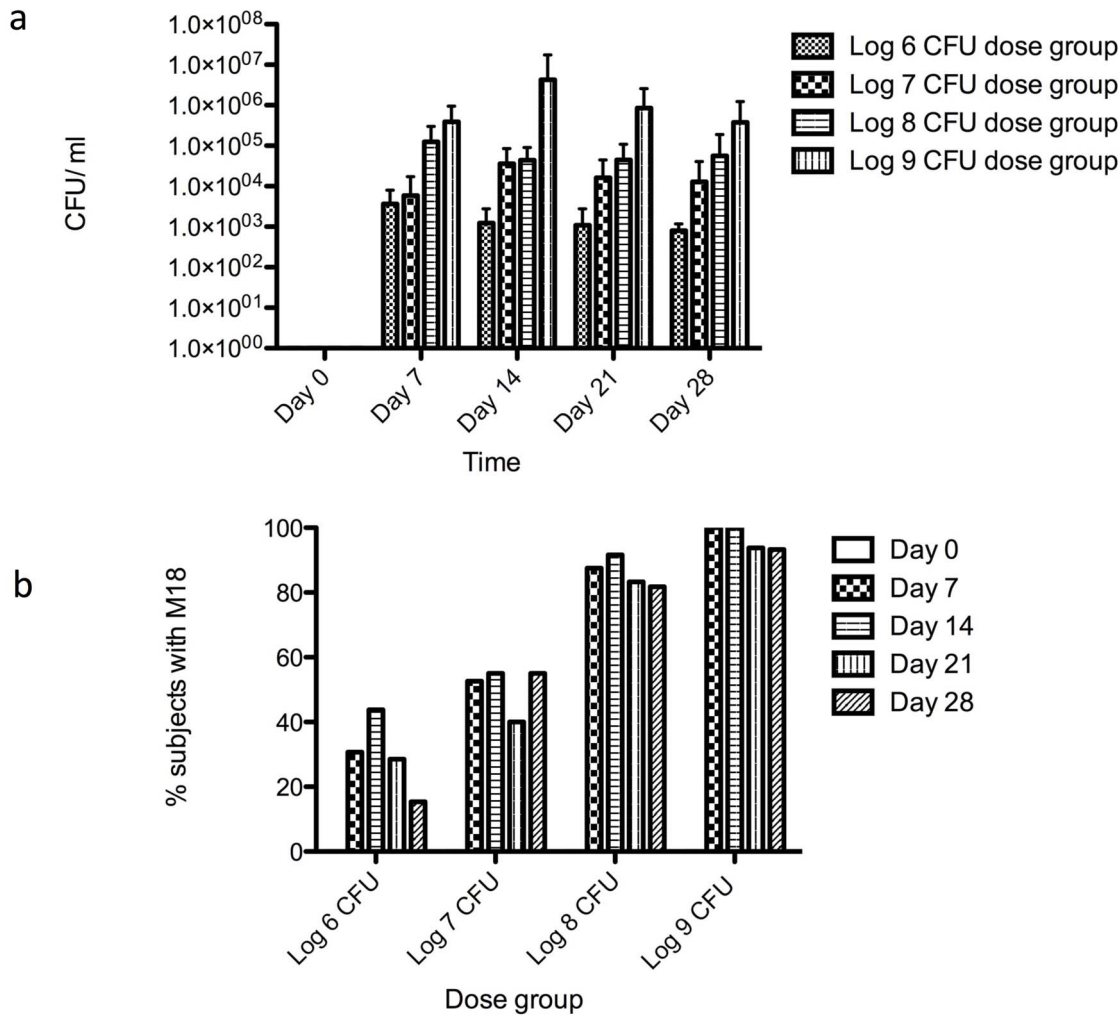 a
1.0×10⁰⁸
1.0×10⁰⁷
1.0×10⁰⁶
1.0×10⁰⁵
1.0×10⁰⁴
1.0×10⁰³
1.0×10⁰²
1.0×10⁰¹
1.0×10⁰⁰
CFU/ ml
Day 0
Day 7
Day 14
Day 21
Day 28
Time
Log 6 CFU dose group
Log 7 CFU dose group
Log 8 CFU dose group
Log 9 CFU dose group
b
100
80
60
40
20
0
% subjects with M18
Log 6 CFU
Log 7 CFU
Log 8 CFU
Log 9 CFU
Dose group
Day 0
Day 7
Day 14
Day 21
Day 28